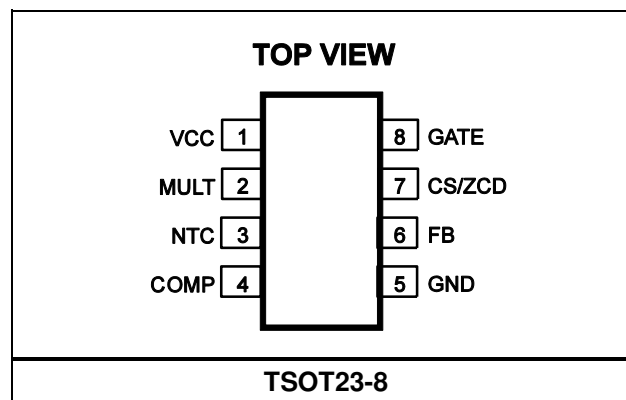 TOP VIEW
VCC 1 8 GATE
MULT 2 7 CS/ZCD
NTC 3 6 FB
COMP 4 5 GND
TSOT23-8